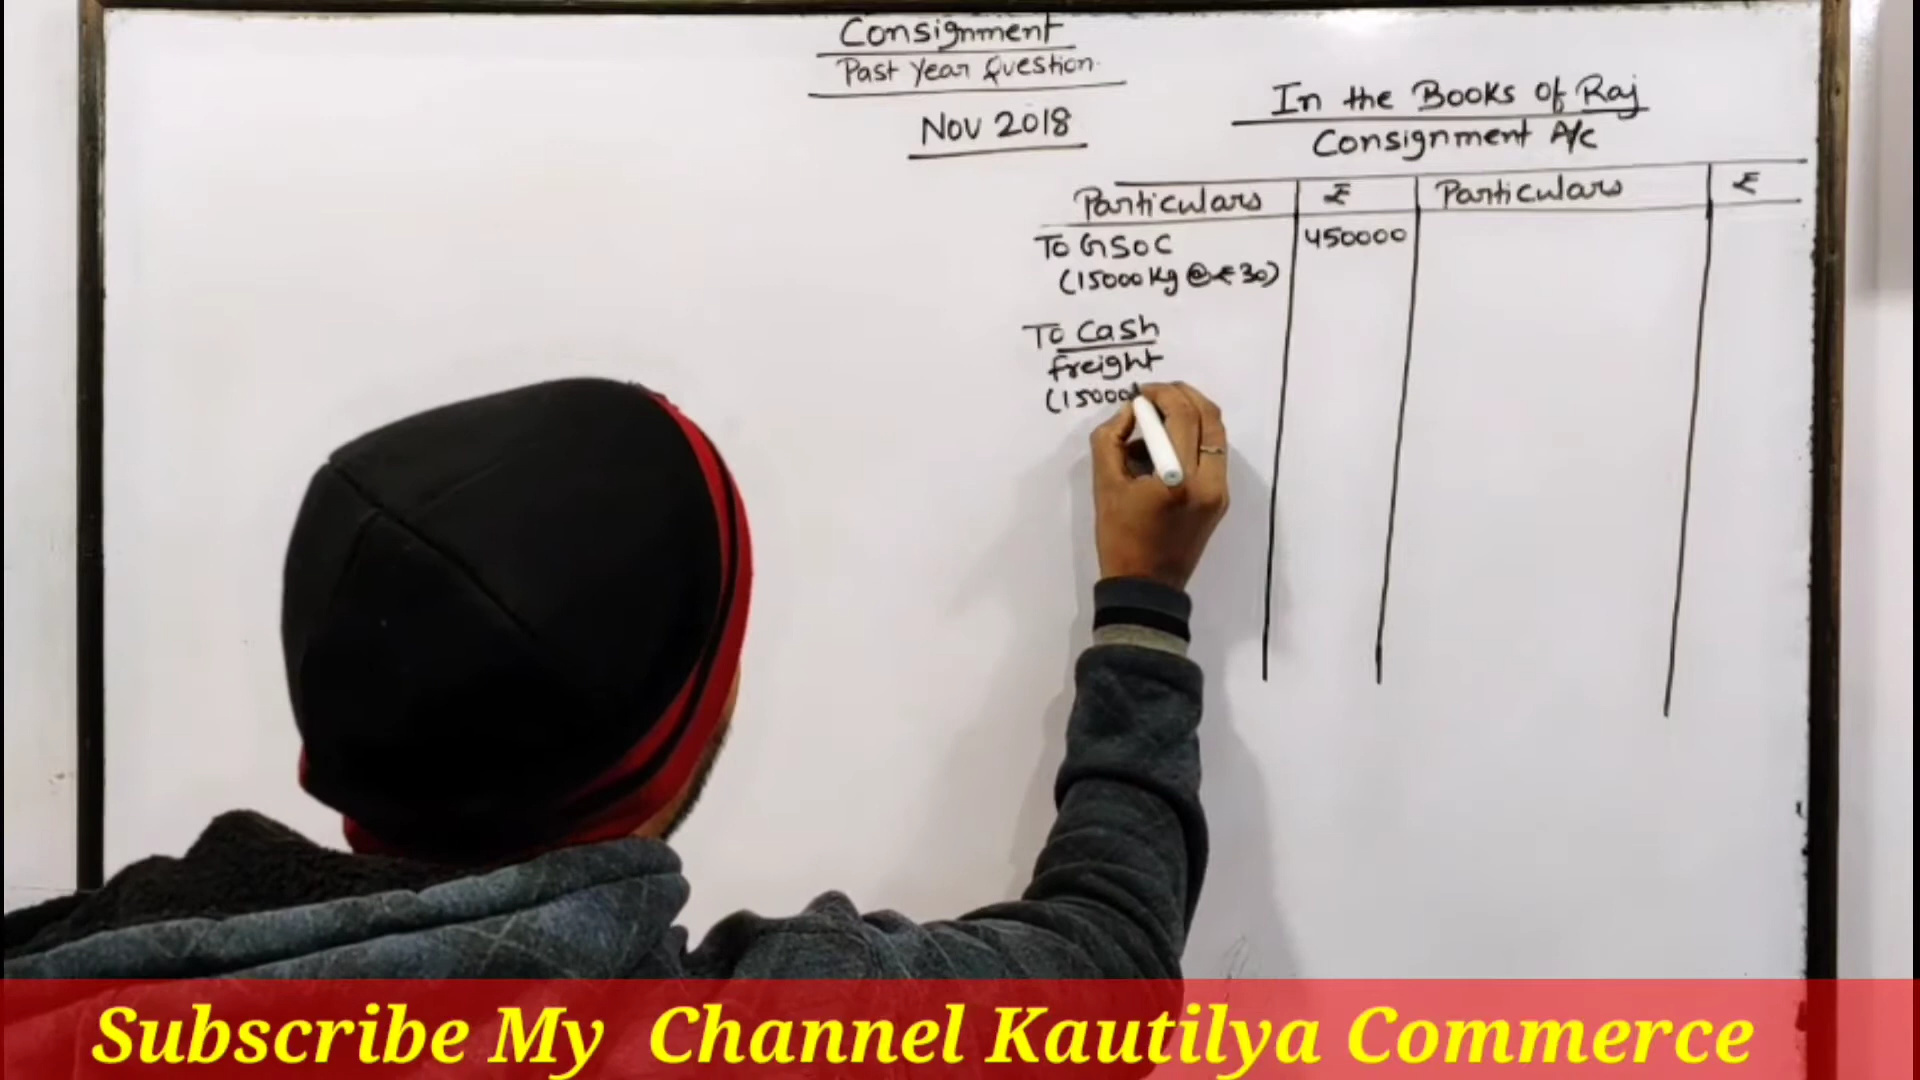 Consignment
Past Year Question.
Nov 2018
In the Books of Raj
Consignment A/c
Particulars ₹ Particulars ₹
To GSOC 450000
(15000 Kg @ ₹ 30)
To Cash
freight
(15000
Subscribe My Channel Kautilya Commerce